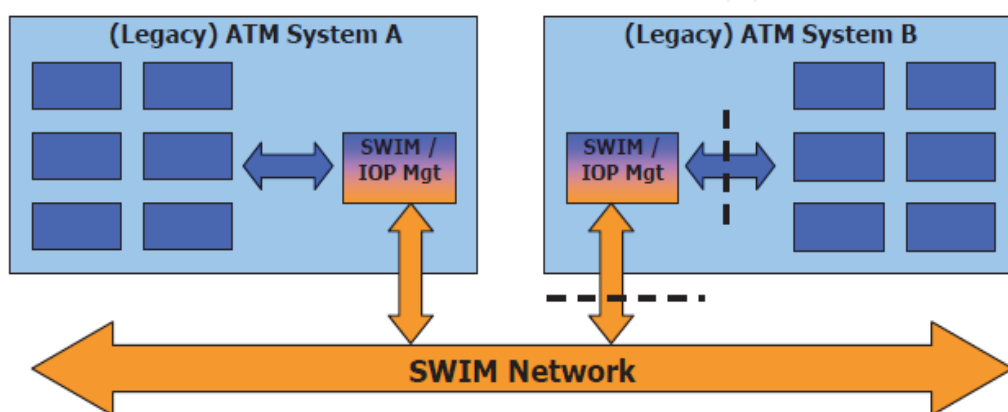 (Legacy) ATM System A
(Legacy) ATM System B
SWIM /
IOP Mgt
SWIM /
IOP Mgt
SWIM Network